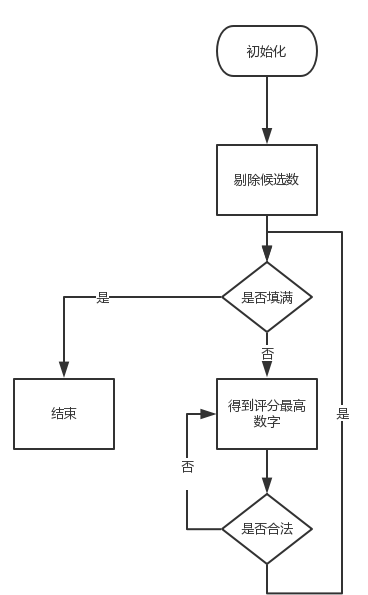 初始化
剔除候选数
是否填满
是
否
结束
得到评分最高
数字
是
否
是否合法